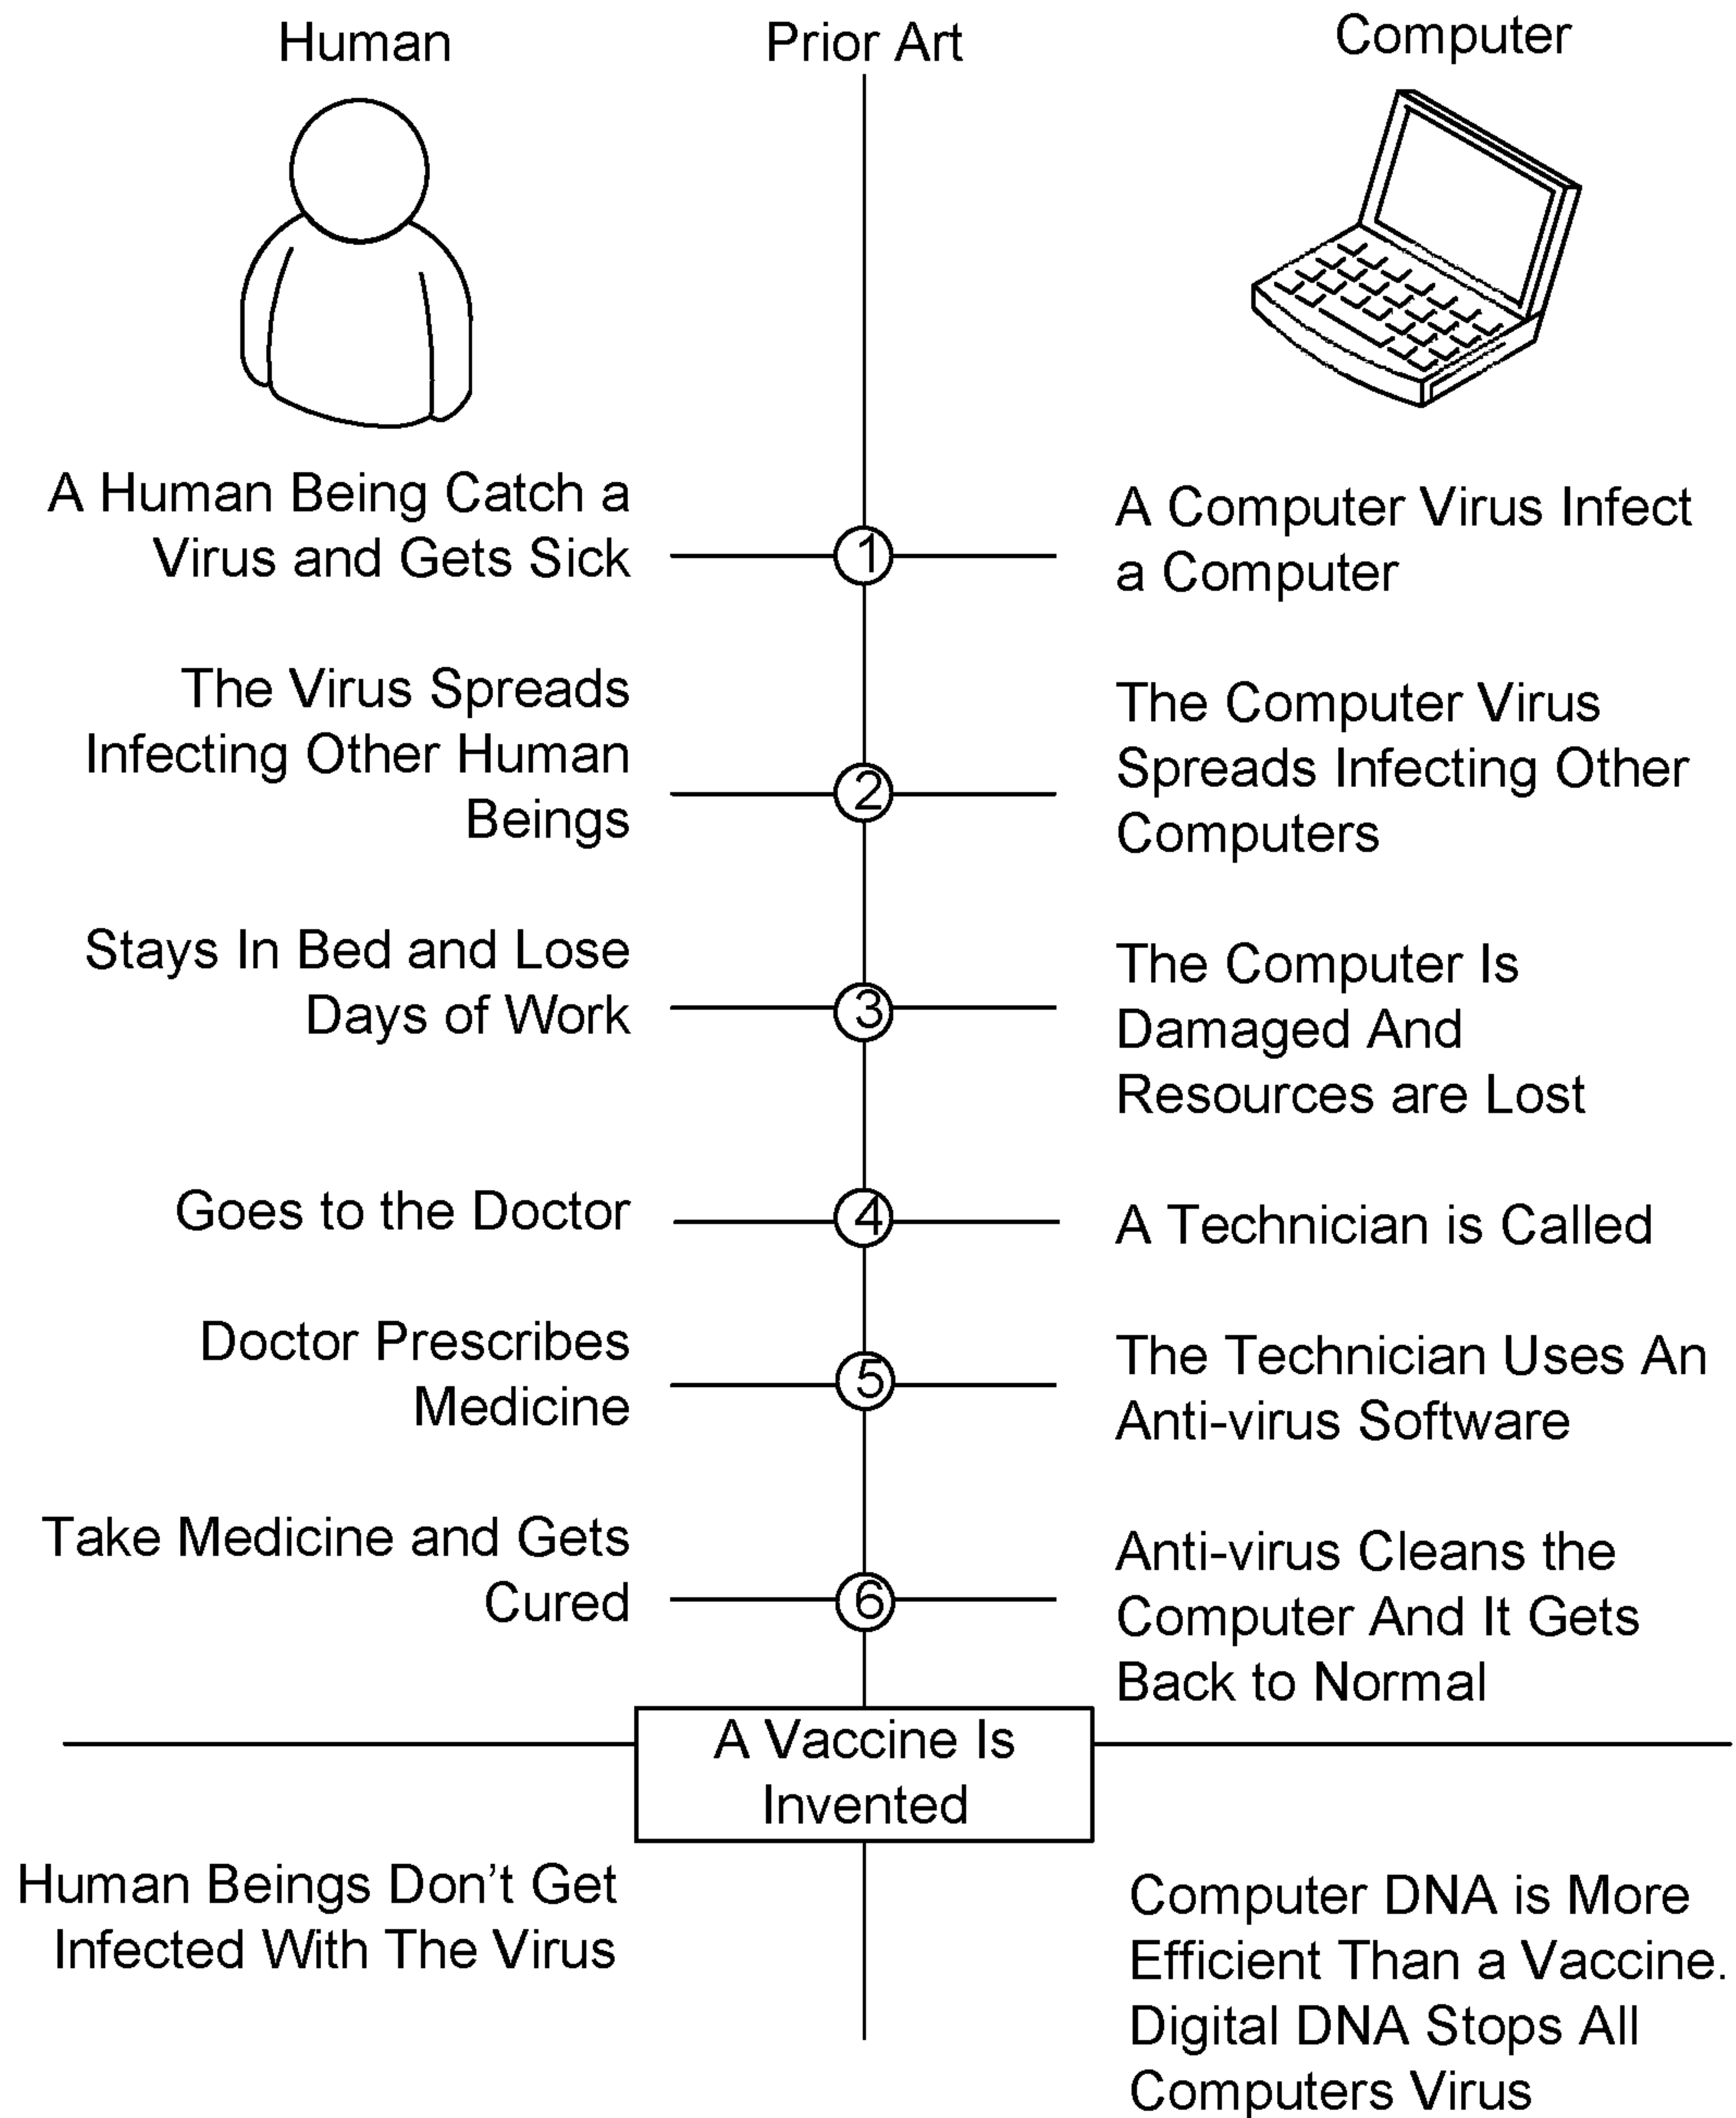 Human
Prior Art
Computer
A Human Being Catch a
Virus and Gets Sick
1
A Computer Virus Infect
a Computer
The Virus Spreads
Infecting Other Human
Beings
2
The Computer Virus
Spreads Infecting Other
Computers
Stays In Bed and Lose
Days of Work
3
The Computer Is
Damaged And
Resources are Lost
Goes to the Doctor
4
A Technician is Called
Doctor Prescribes
Medicine
5
The Technician Uses An
Anti-virus Software
Take Medicine and Gets
Cured
6
Anti-virus Cleans the
Computer And It Gets
Back to Normal
A Vaccine Is
Invented
Human Beings Don't Get
Infected With The Virus
Computer DNA is More
Efficient Than a Vaccine.
Digital DNA Stops All
Computers Virus